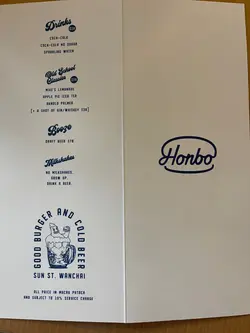 Drinks
COCA-COLA
COCA-COLA NO SUGAR
SPARKLING WATER
Old School Classics
MIKE'S LEMONADE
APPLE PIE ICED TEA
ARNOLD PALMER
Booze
DRAFT BEER
Milkshakes
NO MILKSHAKES.
GROW UP.
DRINK A BEER.
GOOD BURGER AND COLD BEER
SUN ST. WANCHAI
ALL PRICE IN MACAU PATACA
AND SUBJECT TO 10% SERVICE CHARGE
Honbo